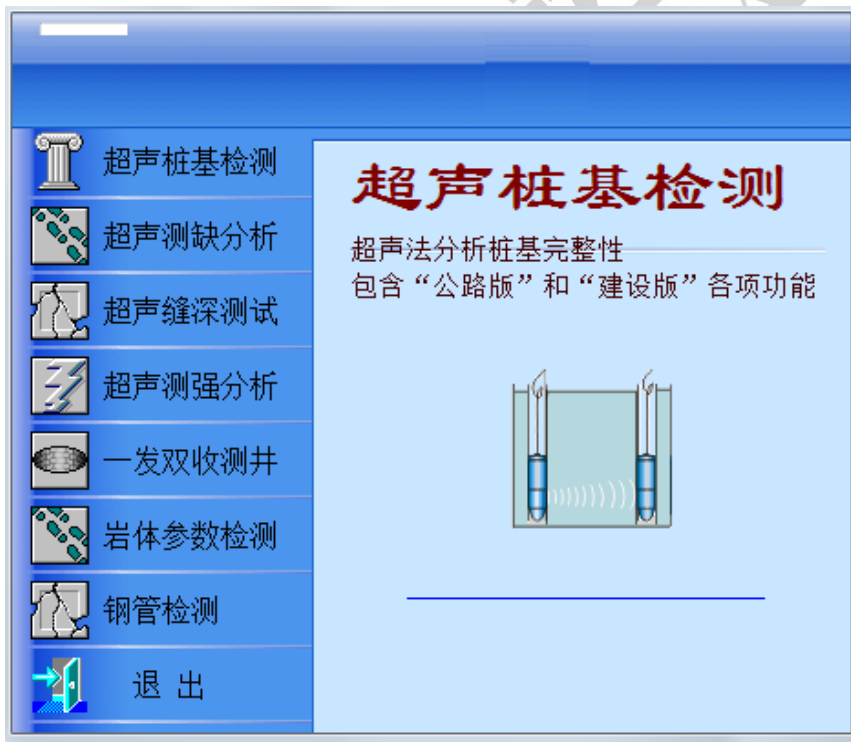 超声桩基检测
超声测缺分析
超声缝深测试
超声测强分析
一发双收测井
岩体参数检测
钢管检测
退 出
超声桩基检测
超声法分析桩基完整性
包含“公路版”和“建设版”各项功能